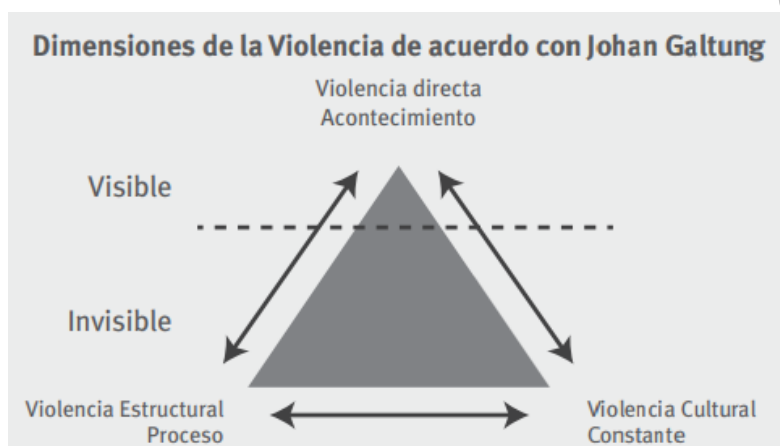 Dimensiones de la Violencia de acuerdo con Johan Galtung
Violencia directa
Acontecimiento
Visible
Invisible
Violencia Estructural
Proceso
Violencia Cultural
Constante